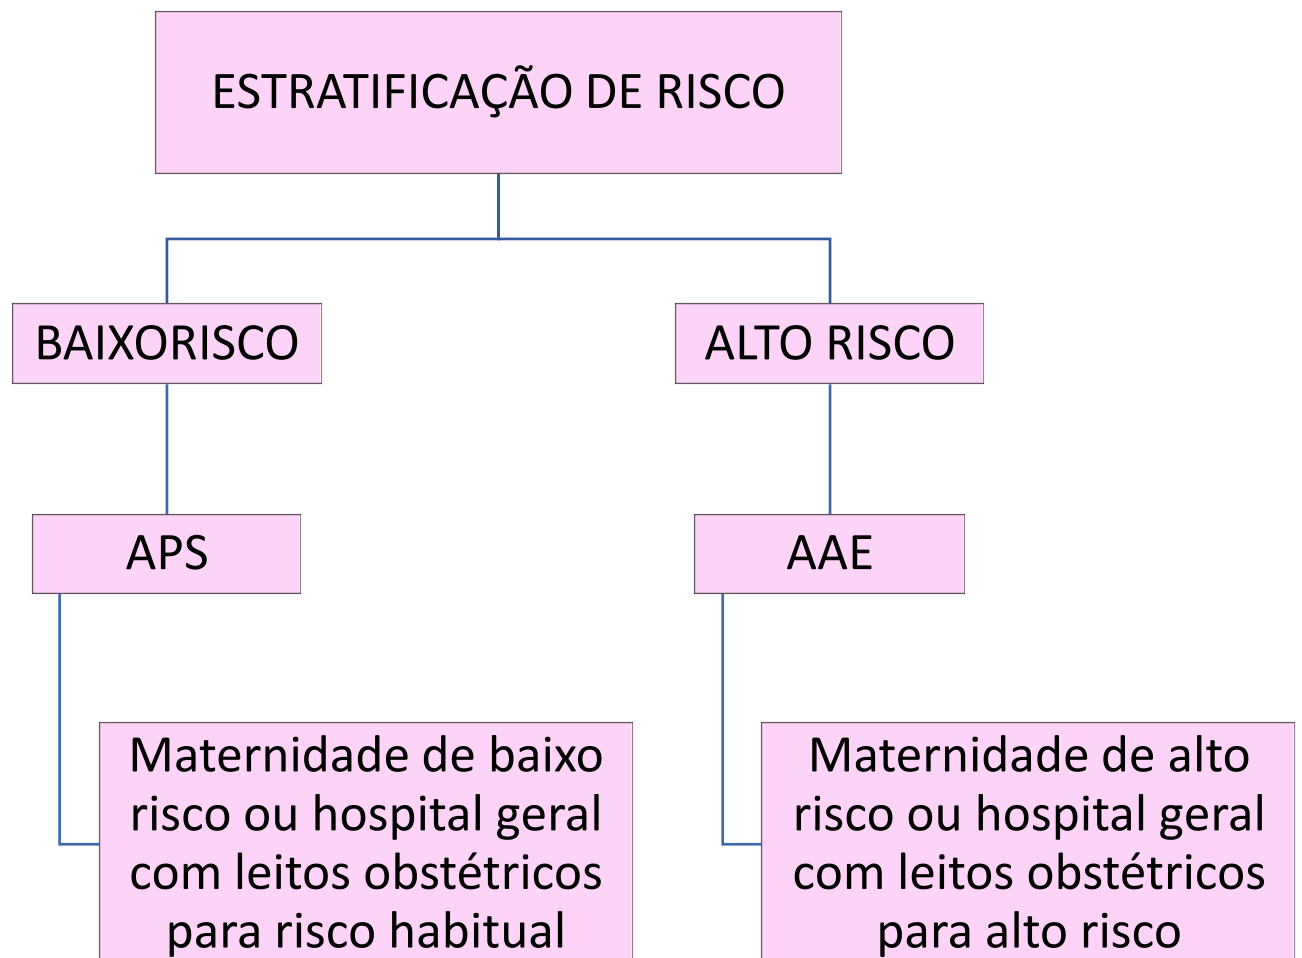 ESTRATIFICAÇÃO DE RISCO
BAIXORISCO
ALTO RISCO
APS
AAE
Maternidade de baixo
risco ou hospital geral
com leitos obstétricos
para risco habitual
Maternidade de alto
risco ou hospital geral
com leitos obstétricos
para alto risco